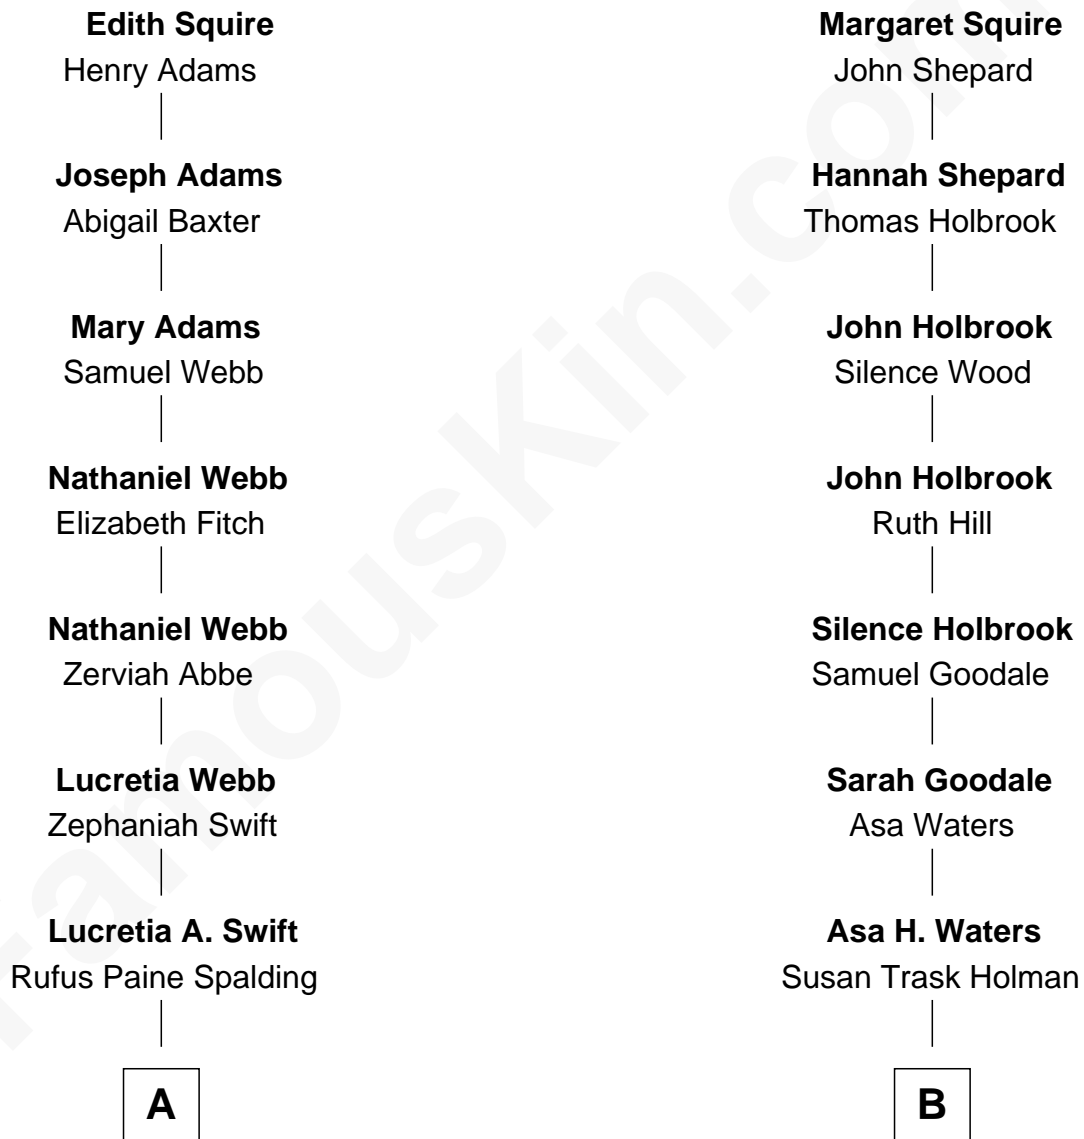 Edith Squire
Henry Adams
Joseph Adams
Abigail Baxter
Mary Adams
Samuel Webb
Nathaniel Webb
Elizabeth Fitch
Nathaniel Webb
Zerviah Abbe
Lucretia Webb
Zephaniah Swift
Lucretia A. Swift
Rufus Paine Spalding
A
Margaret Squire
John Shepard
Hannah Shepard
Thomas Holbrook
John Holbrook
Silence Wood
John Holbrook
Ruth Hill
Silence Holbrook
Samuel Goodale
Sarah Goodale
Asa Waters
Asa H. Waters
Susan Trask Holman
B
FamousKin.com